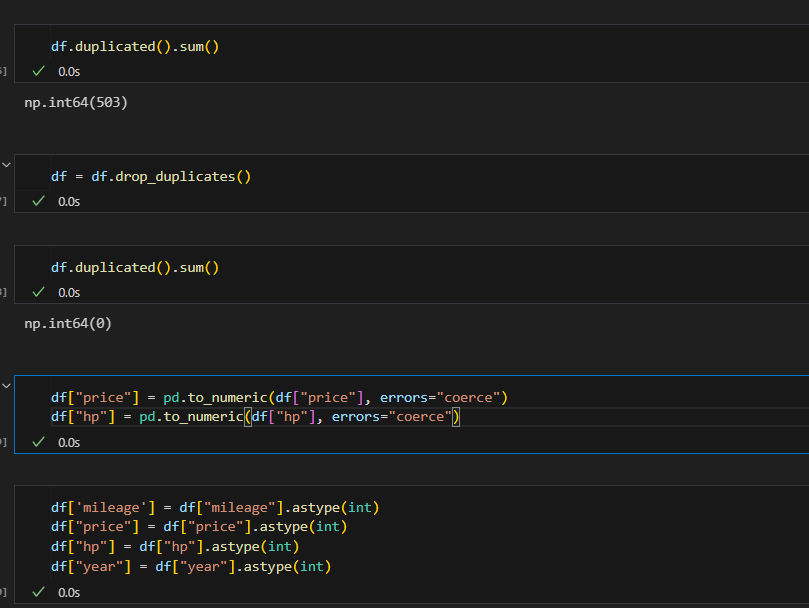 df.duplicated().sum()
0.0s
np.int64(503)
df = df.drop_duplicates()
0.0s
df.duplicated().sum()
0.0s
np.int64(0)
df["price"] = pd.to_numeric(df["price"], errors="coerce")
df["hp"] = pd.to_numeric(df["hp"], errors="coerce")
0.0s
df['mileage'] = df["mileage"].astype(int)
df["price"] = df["price"].astype(int)
df["hp"] = df["hp"].astype(int)
df["year"] = df["year"].astype(int)
0.0s